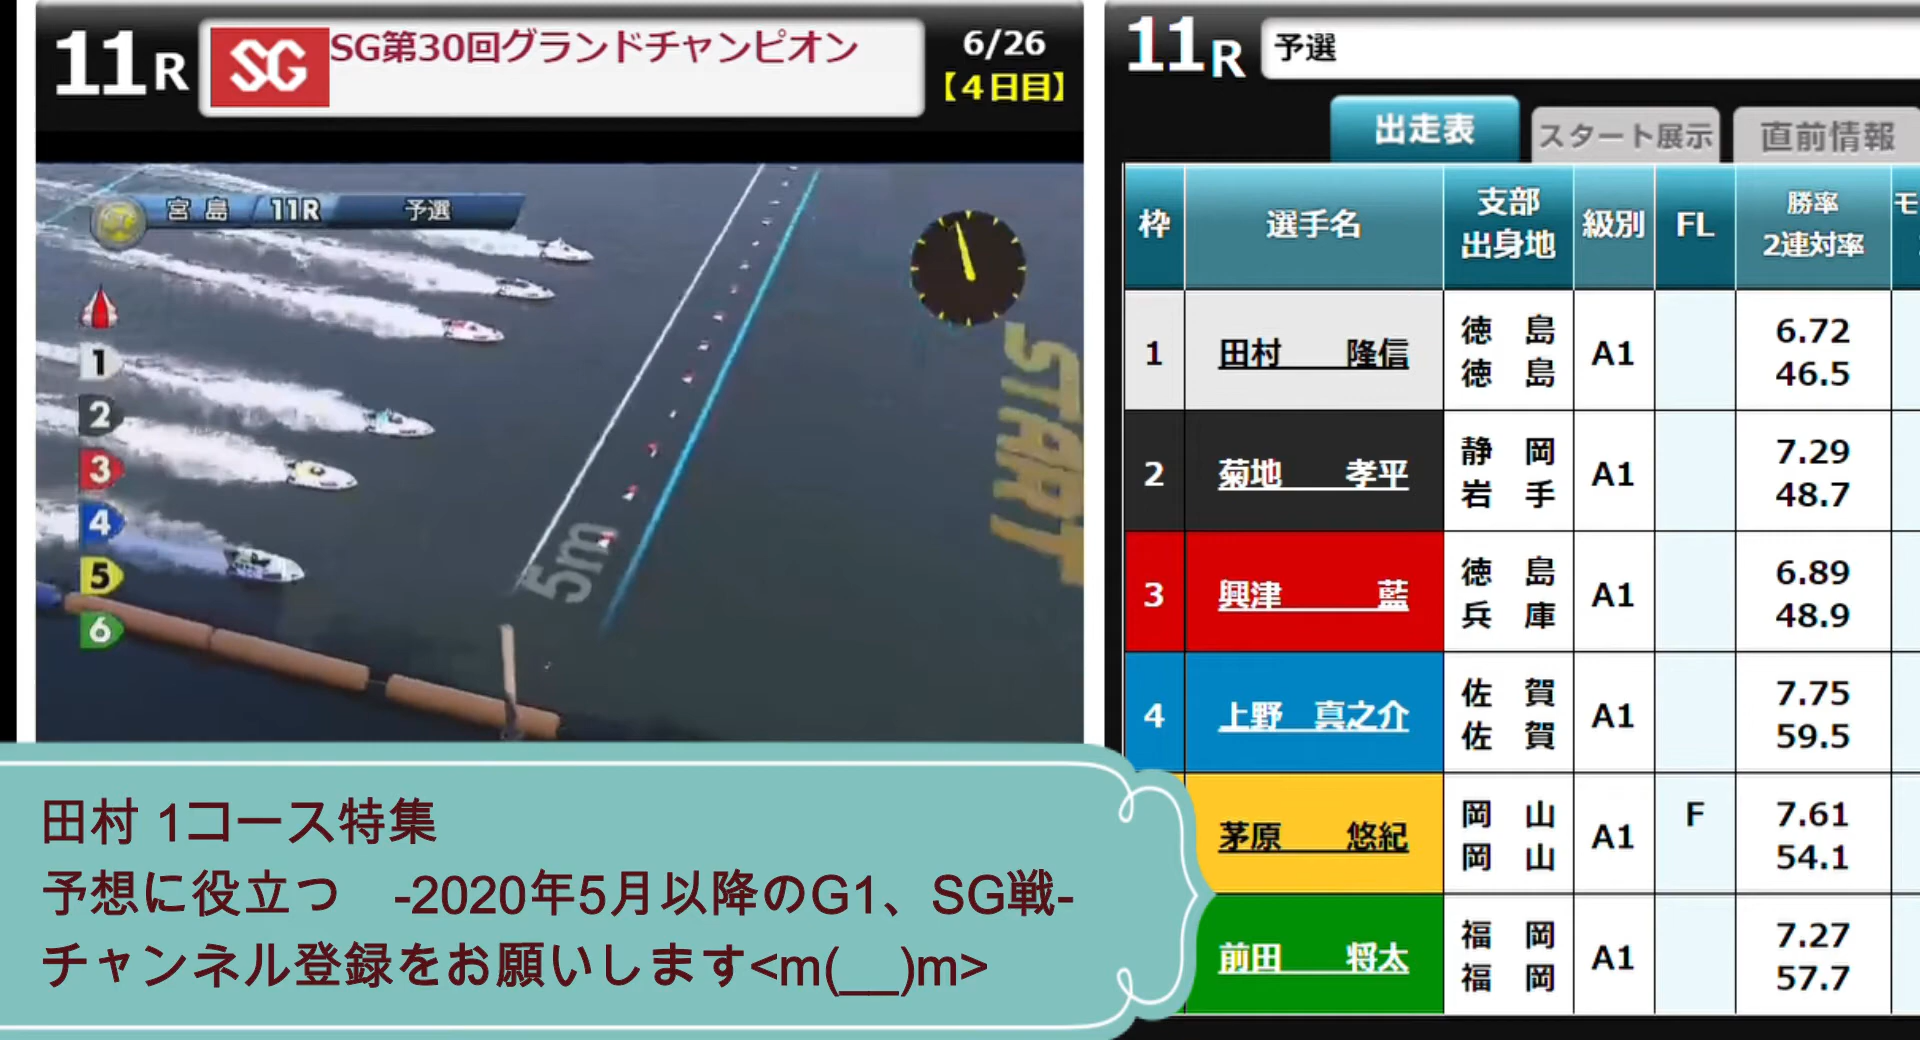 11R
SG
SG第30回グランドチャンピオン
6/26
【4日目】
宮島 11R 予選
1
2
3
4
5
6
5m
START
11R 予選
出走表 スタート展示 直前情報
枠 選手名 支部 出身地 級別 FL 勝率 2連対率 モ
1 田村 隆信 徳島 徳島 A1 6.72 46.5
2 菊地 孝平 静岡 岩手 A1 7.29 48.7
3 興津 藍 徳島 兵庫 A1 6.89 48.9
4 上野 真之介 佐賀 佐賀 A1 7.75 59.5
茅原 悠紀 岡山 岡山 A1 F 7.61 54.1
前田 将太 福岡 福岡 A1 7.27 57.7
田村 1コース特集
予想に役立つ　-2020年5月以降のG1、SG戦-
チャンネル登録をお願いします<m(__)m>